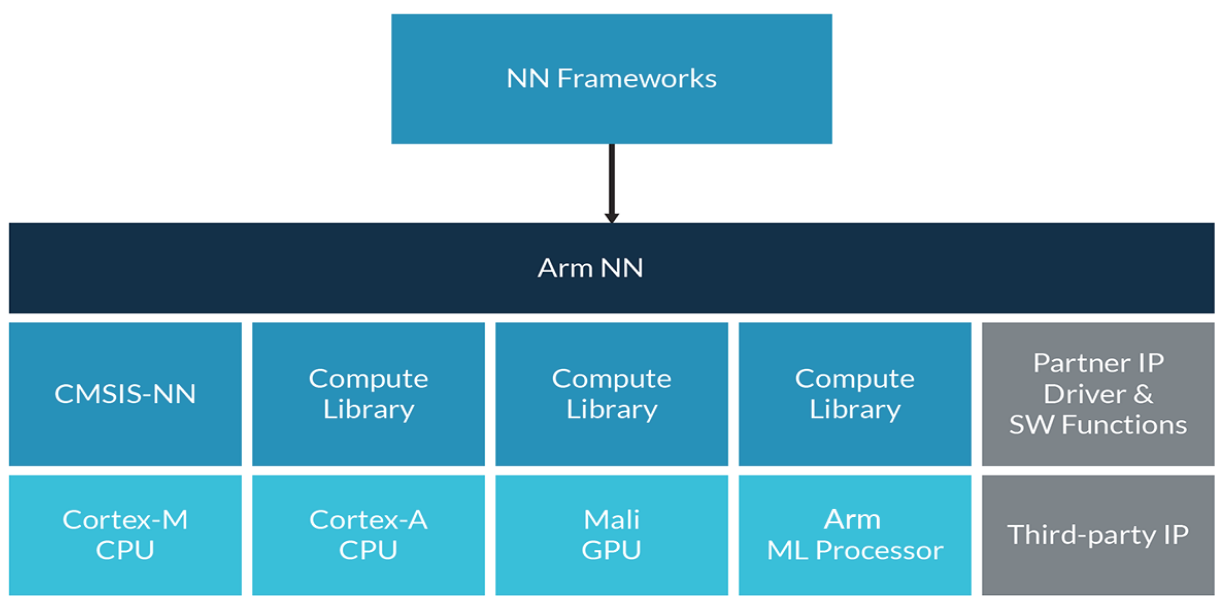 NN Frameworks
Arm NN
CMSIS-NN
Compute
Library
Compute
Library
Compute
Library
Partner IP
Driver &
SW Functions
Cortex-M
CPU
Cortex-A
CPU
Mali
GPU
Arm
ML Processor
Third-party IP